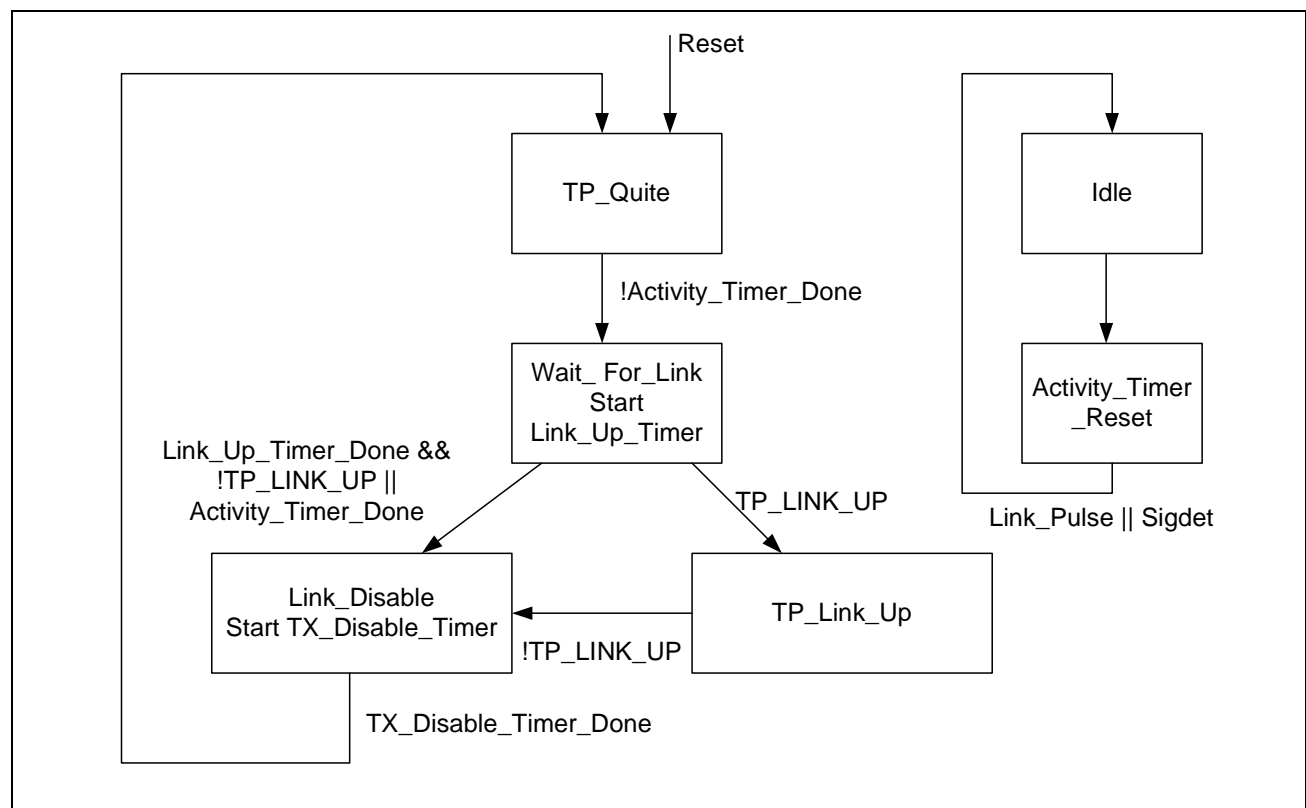 Reset
TP_Quite
Idle
!Activity_Timer_Done
Wait_ For_Link
Start
Link_Up_Timer
Activity_Timer
_Reset
Link_Up_Timer_Done &&
!TP_LINK_UP ||
Activity_Timer_Done
TP_LINK_UP
Link_Pulse || Sigdet
Link_Disable
Start TX_Disable_Timer
TP_Link_Up
!TP_LINK_UP
TX_Disable_Timer_Done